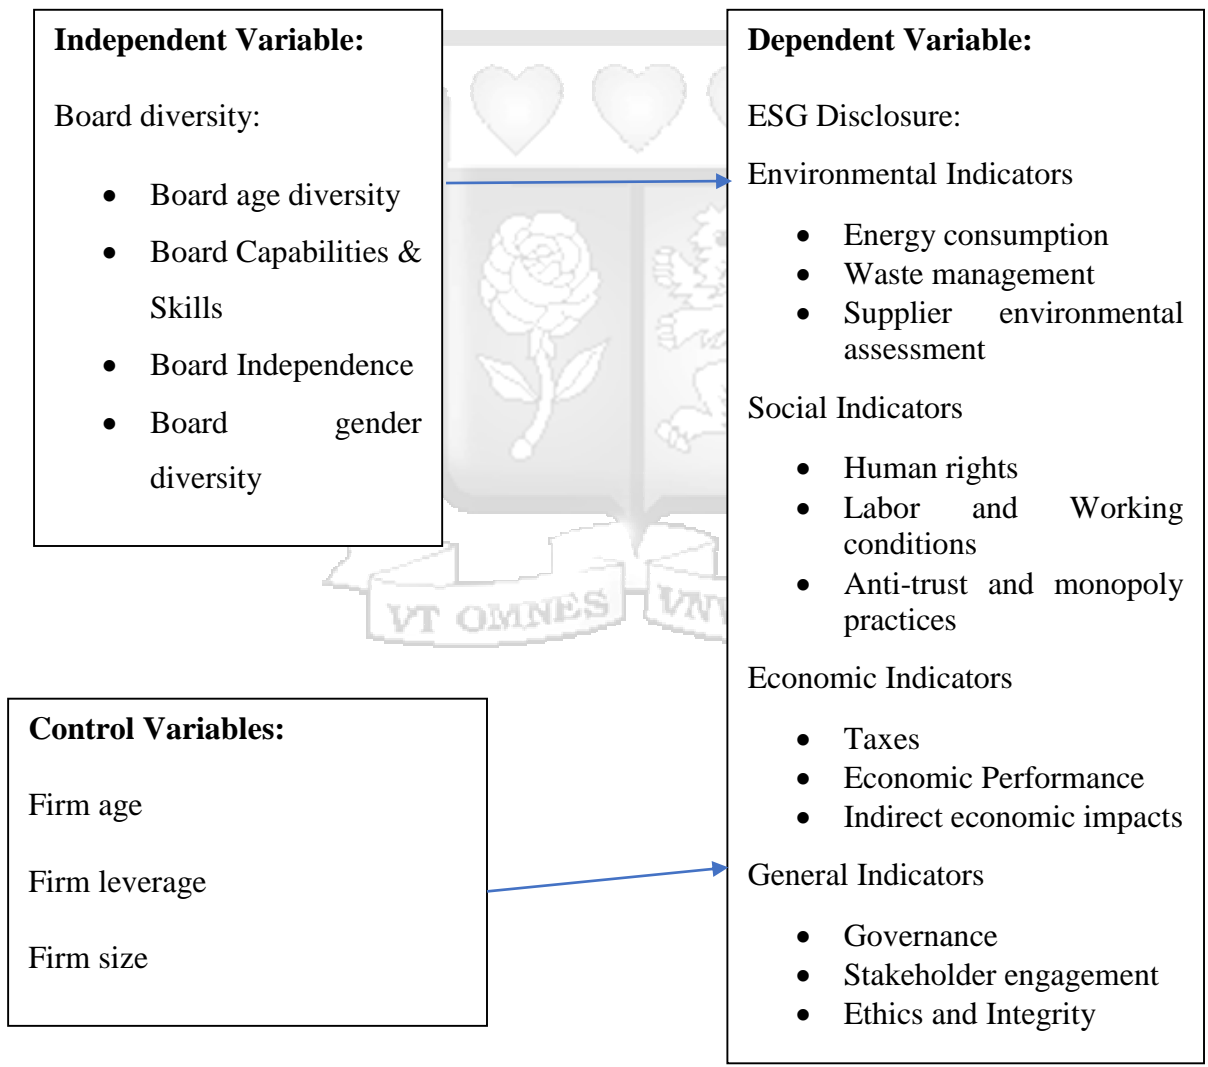 Independent Variable:
Board diversity:
• Board age diversity
• Board Capabilities &
Skills
• Board Independence
• Board gender
diversity
Dependent Variable:
ESG Disclosure:
Environmental Indicators
• Energy consumption
• Waste management
• Supplier environmental
assessment
Social Indicators
• Human rights
• Labor and Working
conditions
• Anti-trust and monopoly
practices
Economic Indicators
• Taxes
• Economic Performance
• Indirect economic impacts
General Indicators
• Governance
• Stakeholder engagement
• Ethics and Integrity
Control Variables:
Firm age
Firm leverage
Firm size
VT OMNES